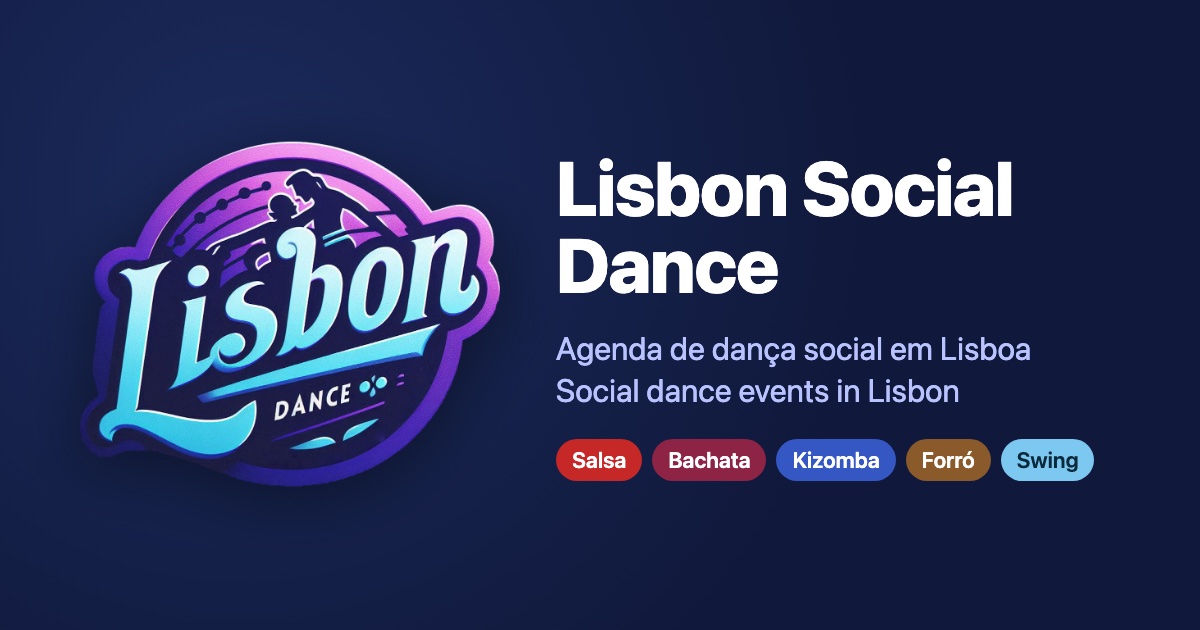 Lisbon
DANCE
Lisbon Social
Dance
Agenda de dança social em Lisboa
Social dance events in Lisbon
Salsa Bachata Kizomba Forró Swing